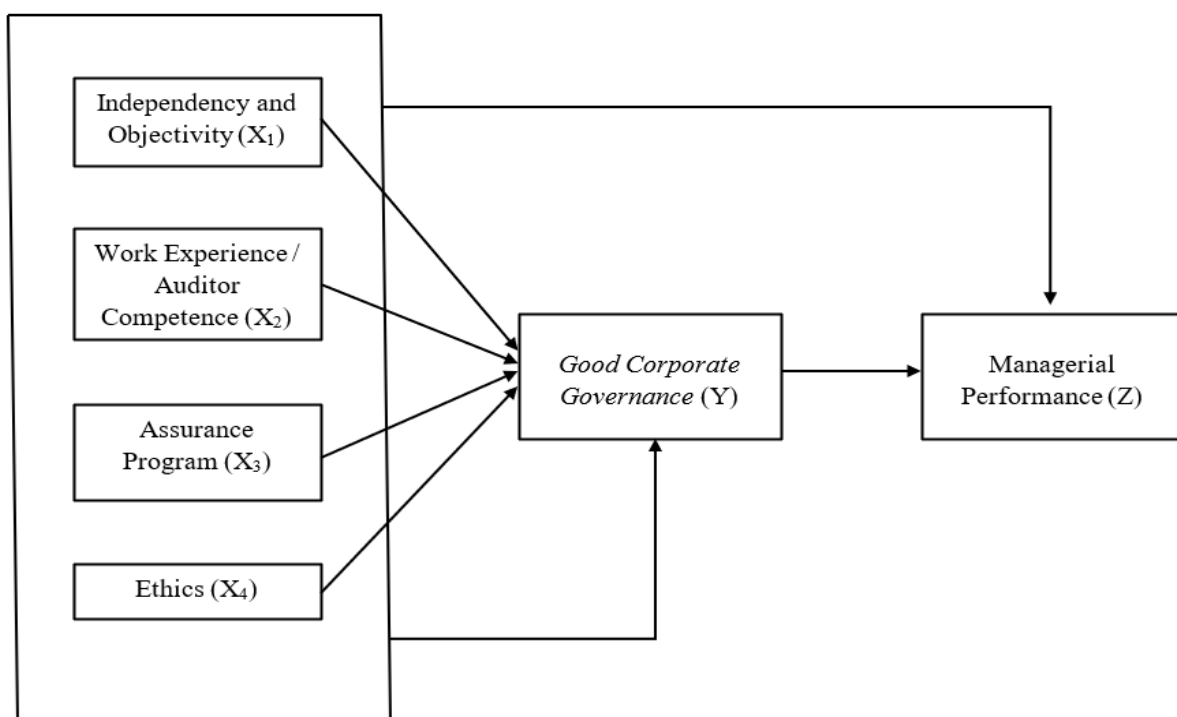 Independency and
Objectivity (X₁)
Work Experience /
Auditor
Competence (X₂)
Assurance
Program (X₃)
Ethics (X₄)
Good Corporate
Governance (Y)
Managerial
Performance (Z)